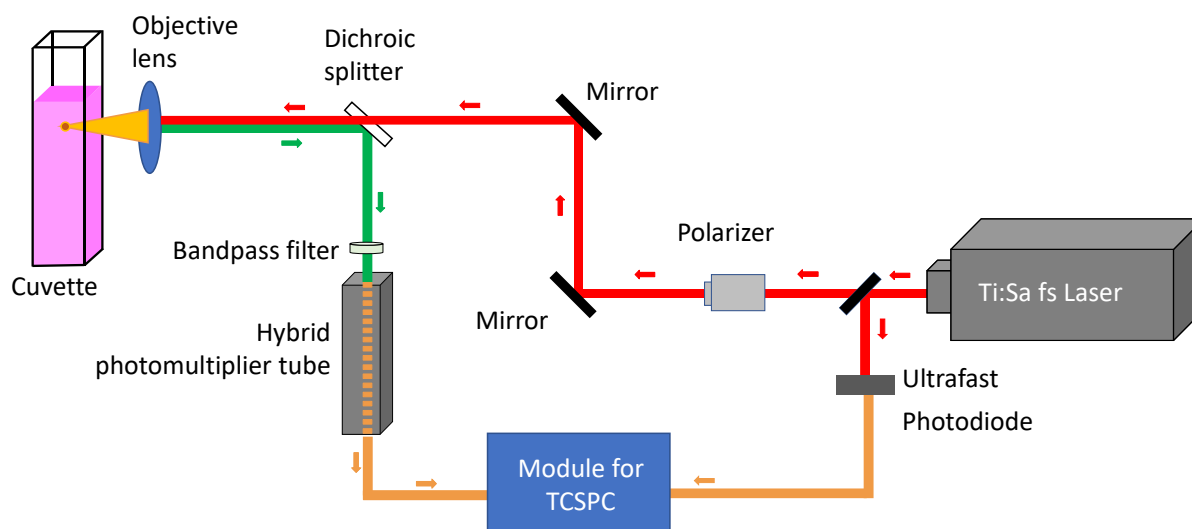 Objective
lens
Dichroic
splitter
Mirror
Polarizer
Bandpass filter
Cuvette
Mirror
Ti:Sa fs Laser
Hybrid
photomultiplier tube
Ultrafast
Photodiode
Module for
TCSPC